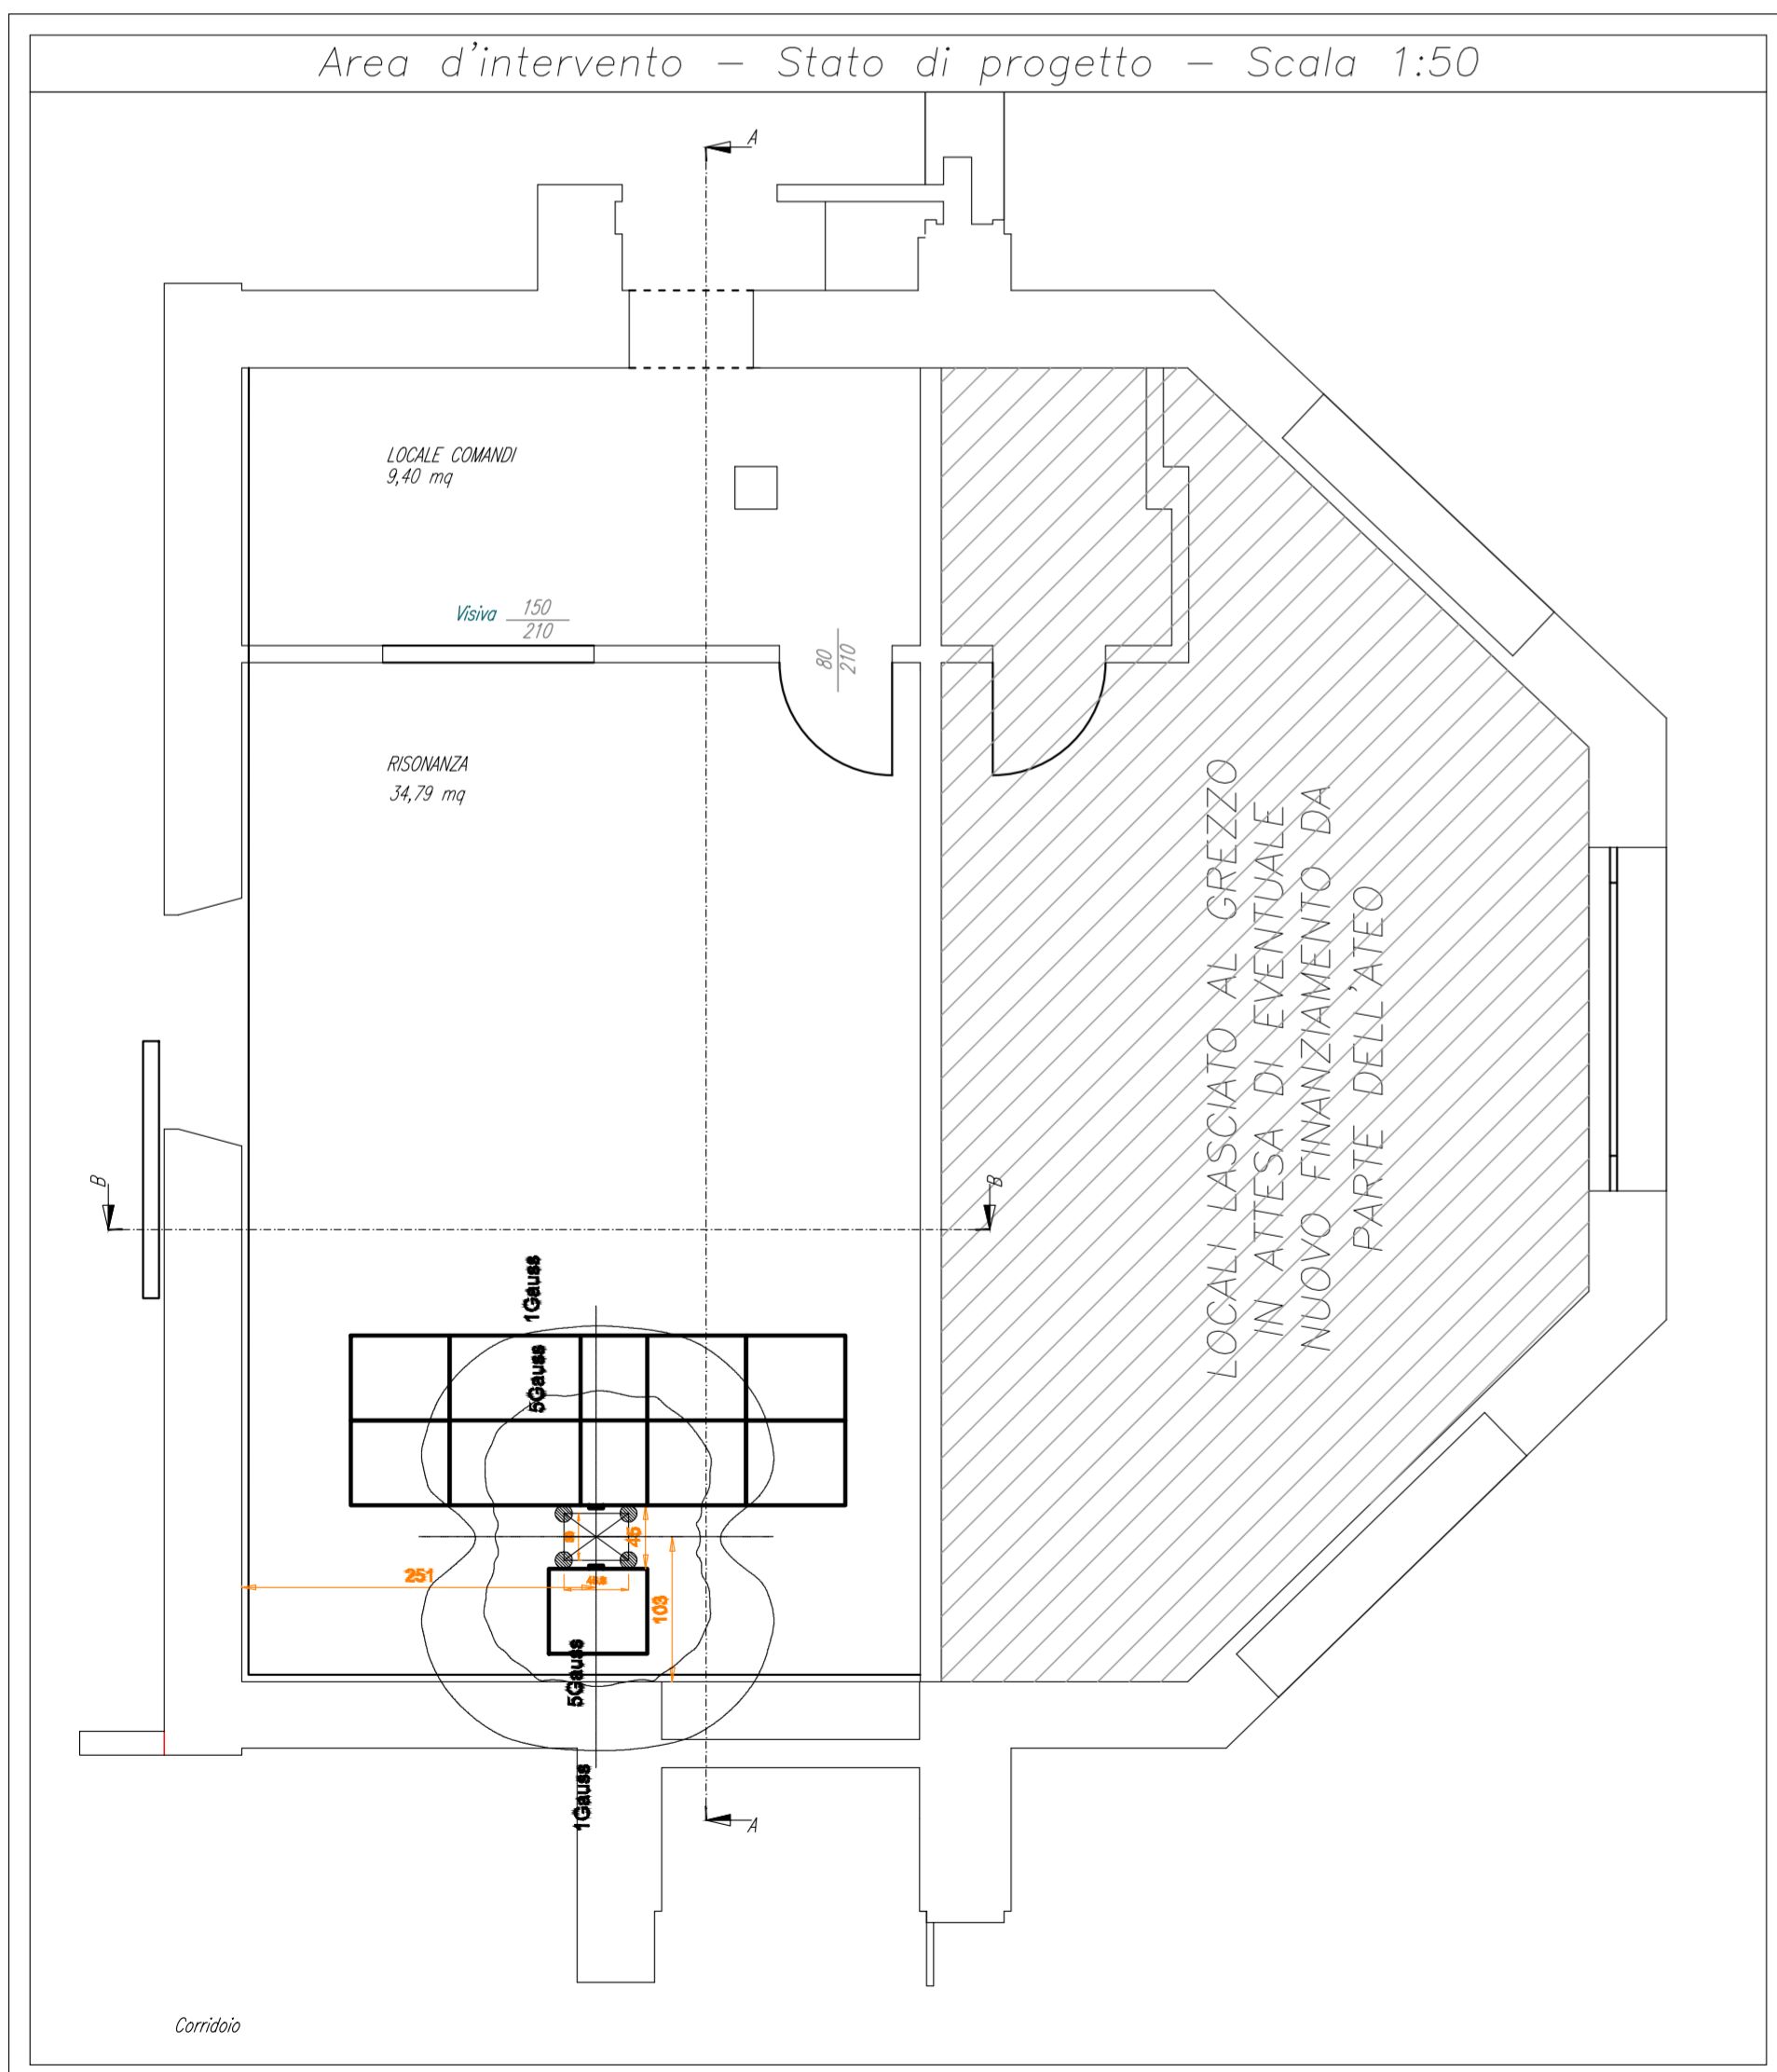 Area d'intervento - Stato di progetto - Scala 1:50
A
LOCALE COMANDI
9,40 mq
Visiva 150
210
80
210
RISONANZA
34,79 mq
LOCALI LASCIATO AL GREZZO
IN ATTESA DI EVENTUALE
NUOVO FINANZIAMENTO DA
PARTE DELL'ATEO
B
B
1Gauss
5Gauss
45
251
103
5Gauss
1Gauss
A
Corridoio